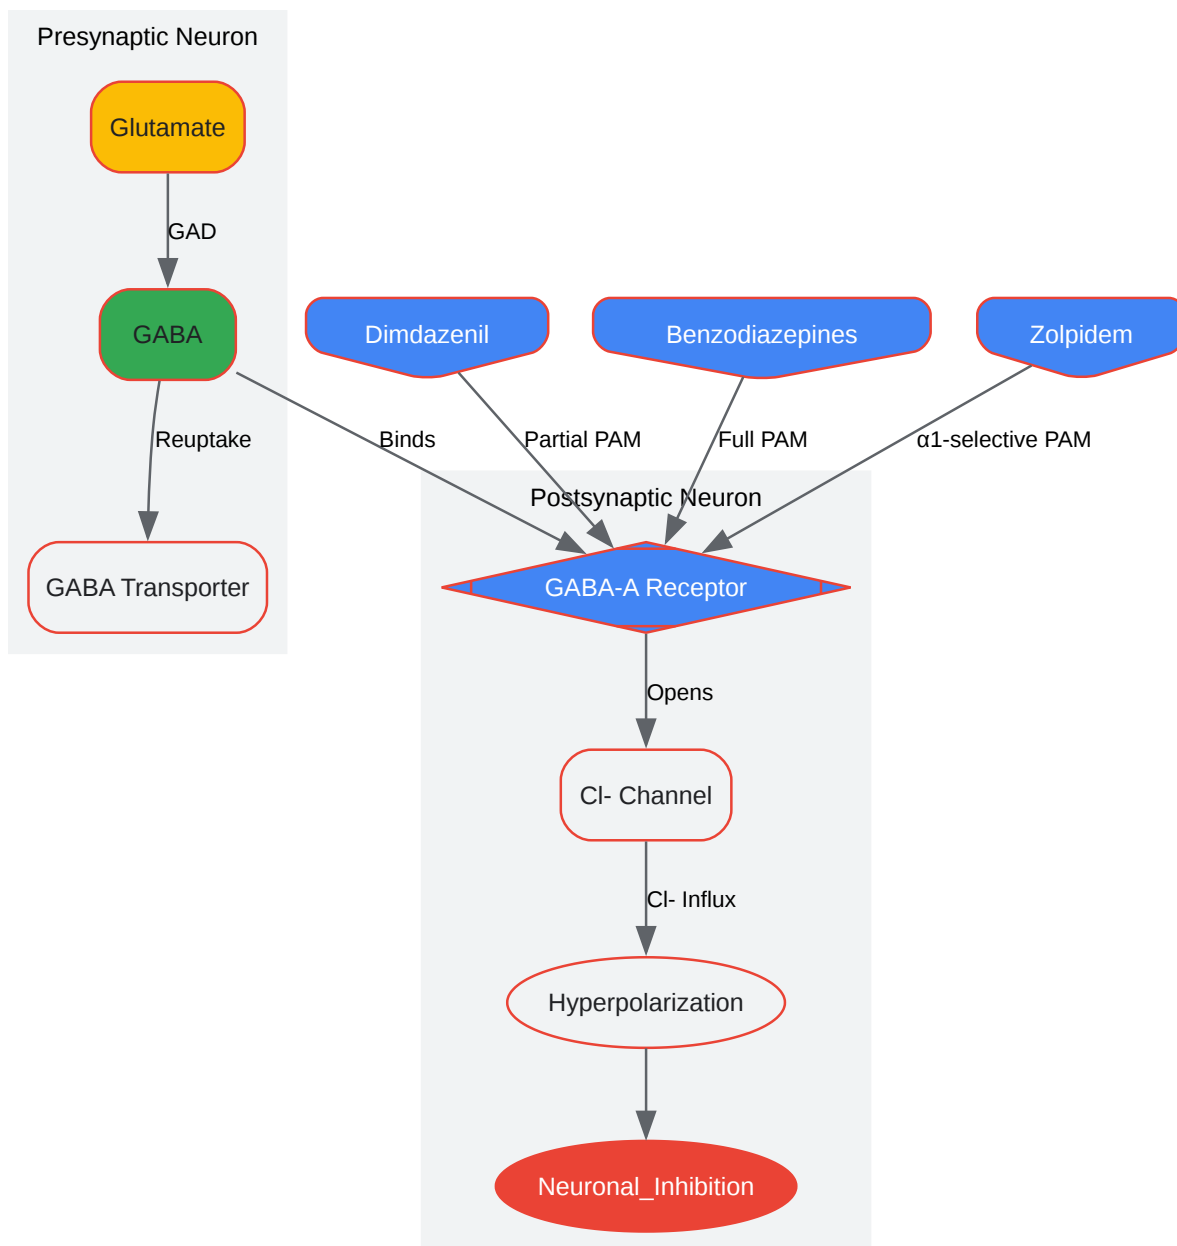 Presynaptic Neuron
Glutamate
GAD
GABA
Dimdazenil
Benzodiazepines
Zolpidem
Reuptake
Binds
Partial PAM
Full PAM
α1-selective PAM
Postsynaptic Neuron
GABA Transporter
GABA-A Receptor
Opens
Cl- Channel
Cl- Influx
Hyperpolarization
Neuronal_Inhibition